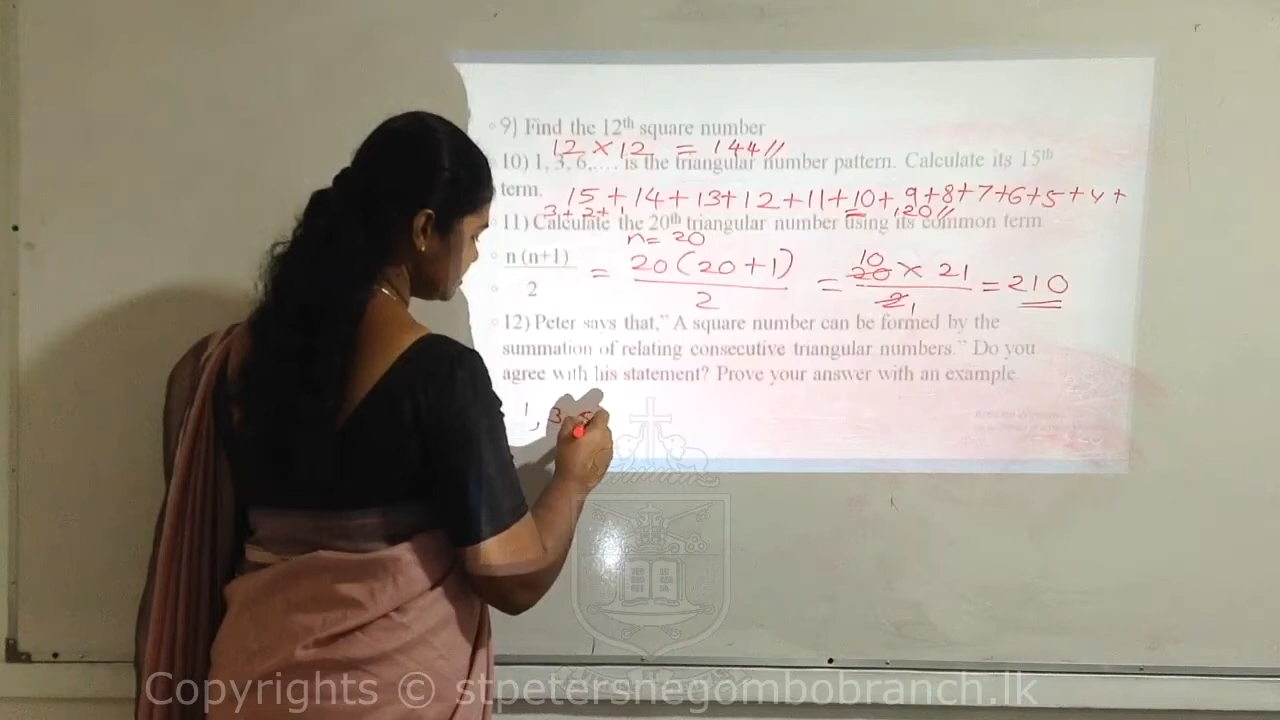 9) Find the 12th square number
12 × 12 = 144//
10) 1, 3, 6,.... is the triangular number pattern. Calculate its 15th
term. 15 + 14 + 13 + 12 + 11 + 10 + 9 + 8 + 7 + 6 + 5 + 4 +
3 + 2 + 1 120//
11) Calculate the 20th triangular number using its common term
n = 20
n (n+1) = 20 (20 + 1) = 10 20 × 21 = 210
2 2 2 1
12) Peter says that," A square number can be formed by the
summation of relating consecutive triangular numbers." Do you
agree with his statement? Prove your answer with an example
1, 3
Copyrights © stpetersnegombobranch.lk